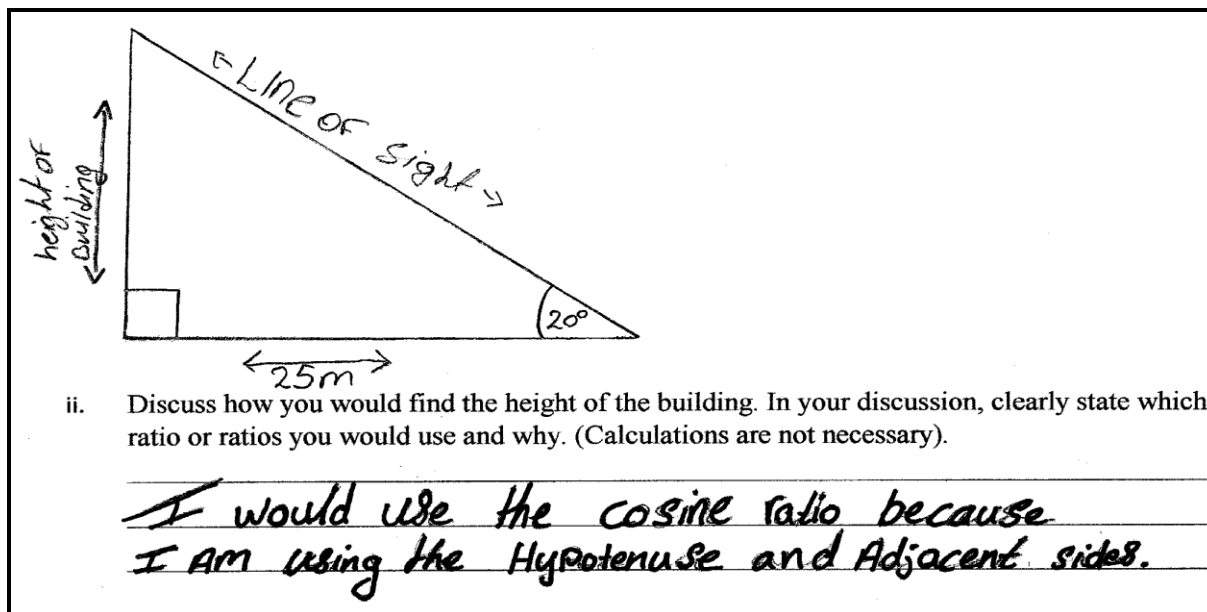 ←Line of sight→
height of
Building
20°
25m
ii. Discuss how you would find the height of the building. In your discussion, clearly state which
ratio or ratios you would use and why. (Calculations are not necessary).
I would use the cosine ratio because
I Am using the Hypotenuse and Adjacent sides.